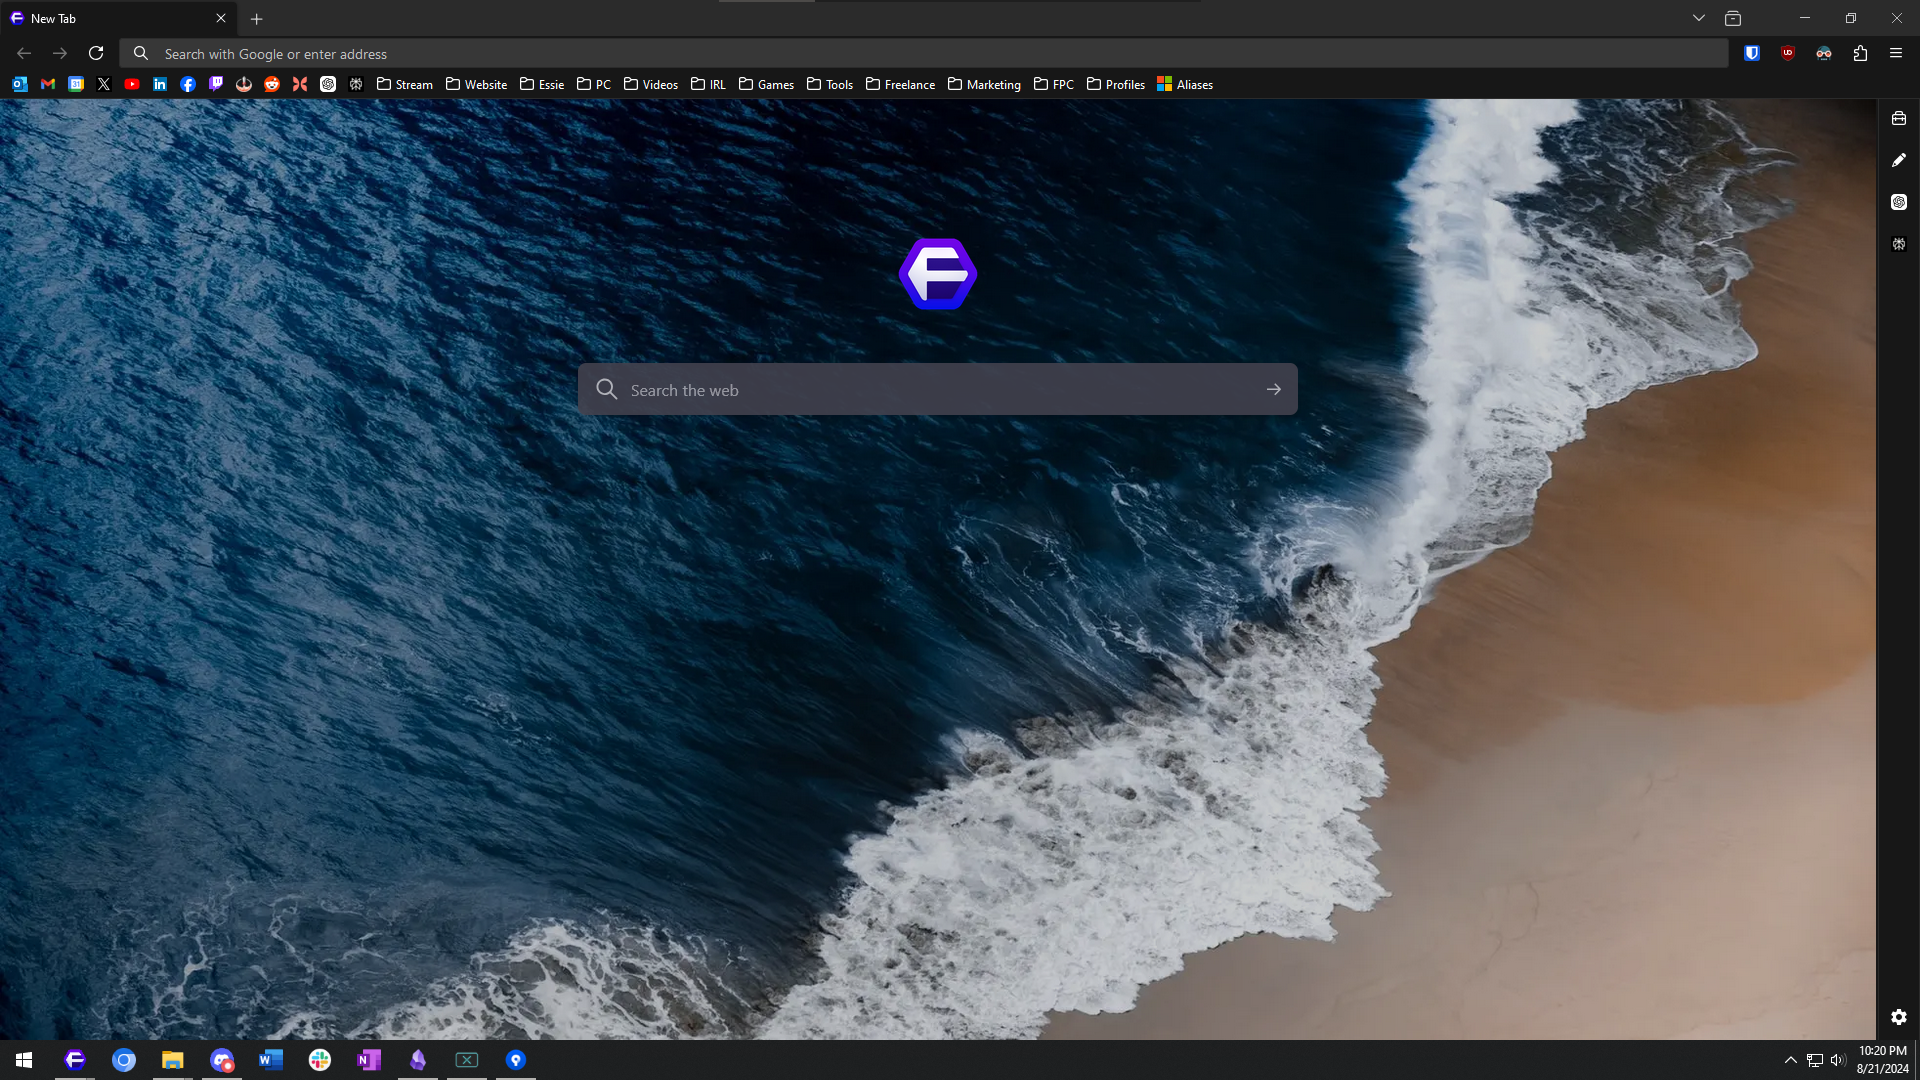 New Tab
Search with Google or enter address
Stream
Website
Essie
PC
Videos
IRL
Games
Tools
Freelance
Marketing
FPC
Profiles
Aliases
Search the web
10:20 PM
8/21/2024